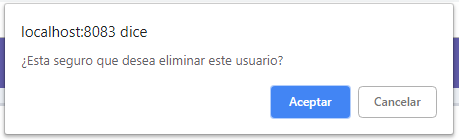 localhost:8083 dice
¿Esta seguro que desea eliminar este usuario?
Aceptar
Cancelar